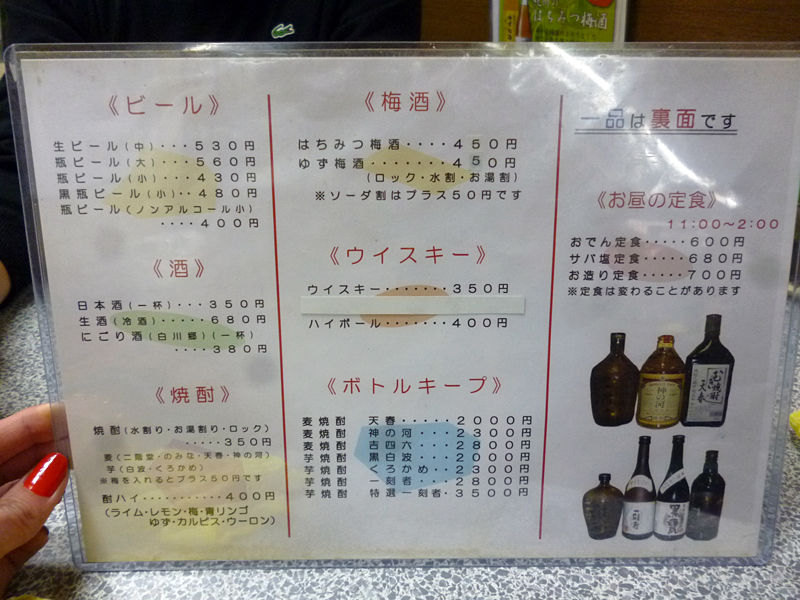 はちみつ梅酒
《ビール》
生ビール(中)・・・530円
瓶ビール(大)・・・560円
瓶ビール(小)・・・430円
黒瓶ビール(小)・・480円
瓶ビール(ノンアルコール小)
・・・・400円
《酒》
日本酒(一杯)・・・350円
生酒(冷酒)・・・・・680円
にごり酒(白川郷)(一杯)
・・・・380円
《焼酎》
焼酎(水割り・お湯割り・ロック)
・・・・・350円
麦(二階堂・のみな・天春・神の河)
芋(白波・くろかめ)
※梅を入れるとプラス50円です
酎ハイ・・・・・・・・・・・400円
(ライム・レモン・梅・青リンゴ
ゆず・カルピス・ウーロン)
《梅酒》
はちみつ梅酒・・・・450円
ゆず梅酒・・・・・・・450円
(ロック・水割・お湯割)
※ソーダ割はプラス50円です
《ウイスキー》
ウイスキー・・・・・・・350円
ハイボール・・・・・・・400円
《ボトルキープ》
麦焼酎 天春・・・・・2000円
麦焼酎 神の河・・・2300円
麦焼酎 吉四六・・・2800円
芋焼酎 黒白波・・・2000円
芋焼酎 くろかめ・・2300円
芋焼酎 一刻者・・・2800円
芋焼酎 特選一刻者・3500円
一品は裏面です
《お昼の定食》
11:00~2:00
おでん定食・・・・・600円
サバ塩定食・・・・・680円
お造り定食・・・・・700円
※定食は変わることがあります
神の河
むぎ焼酎
天春
一刻者